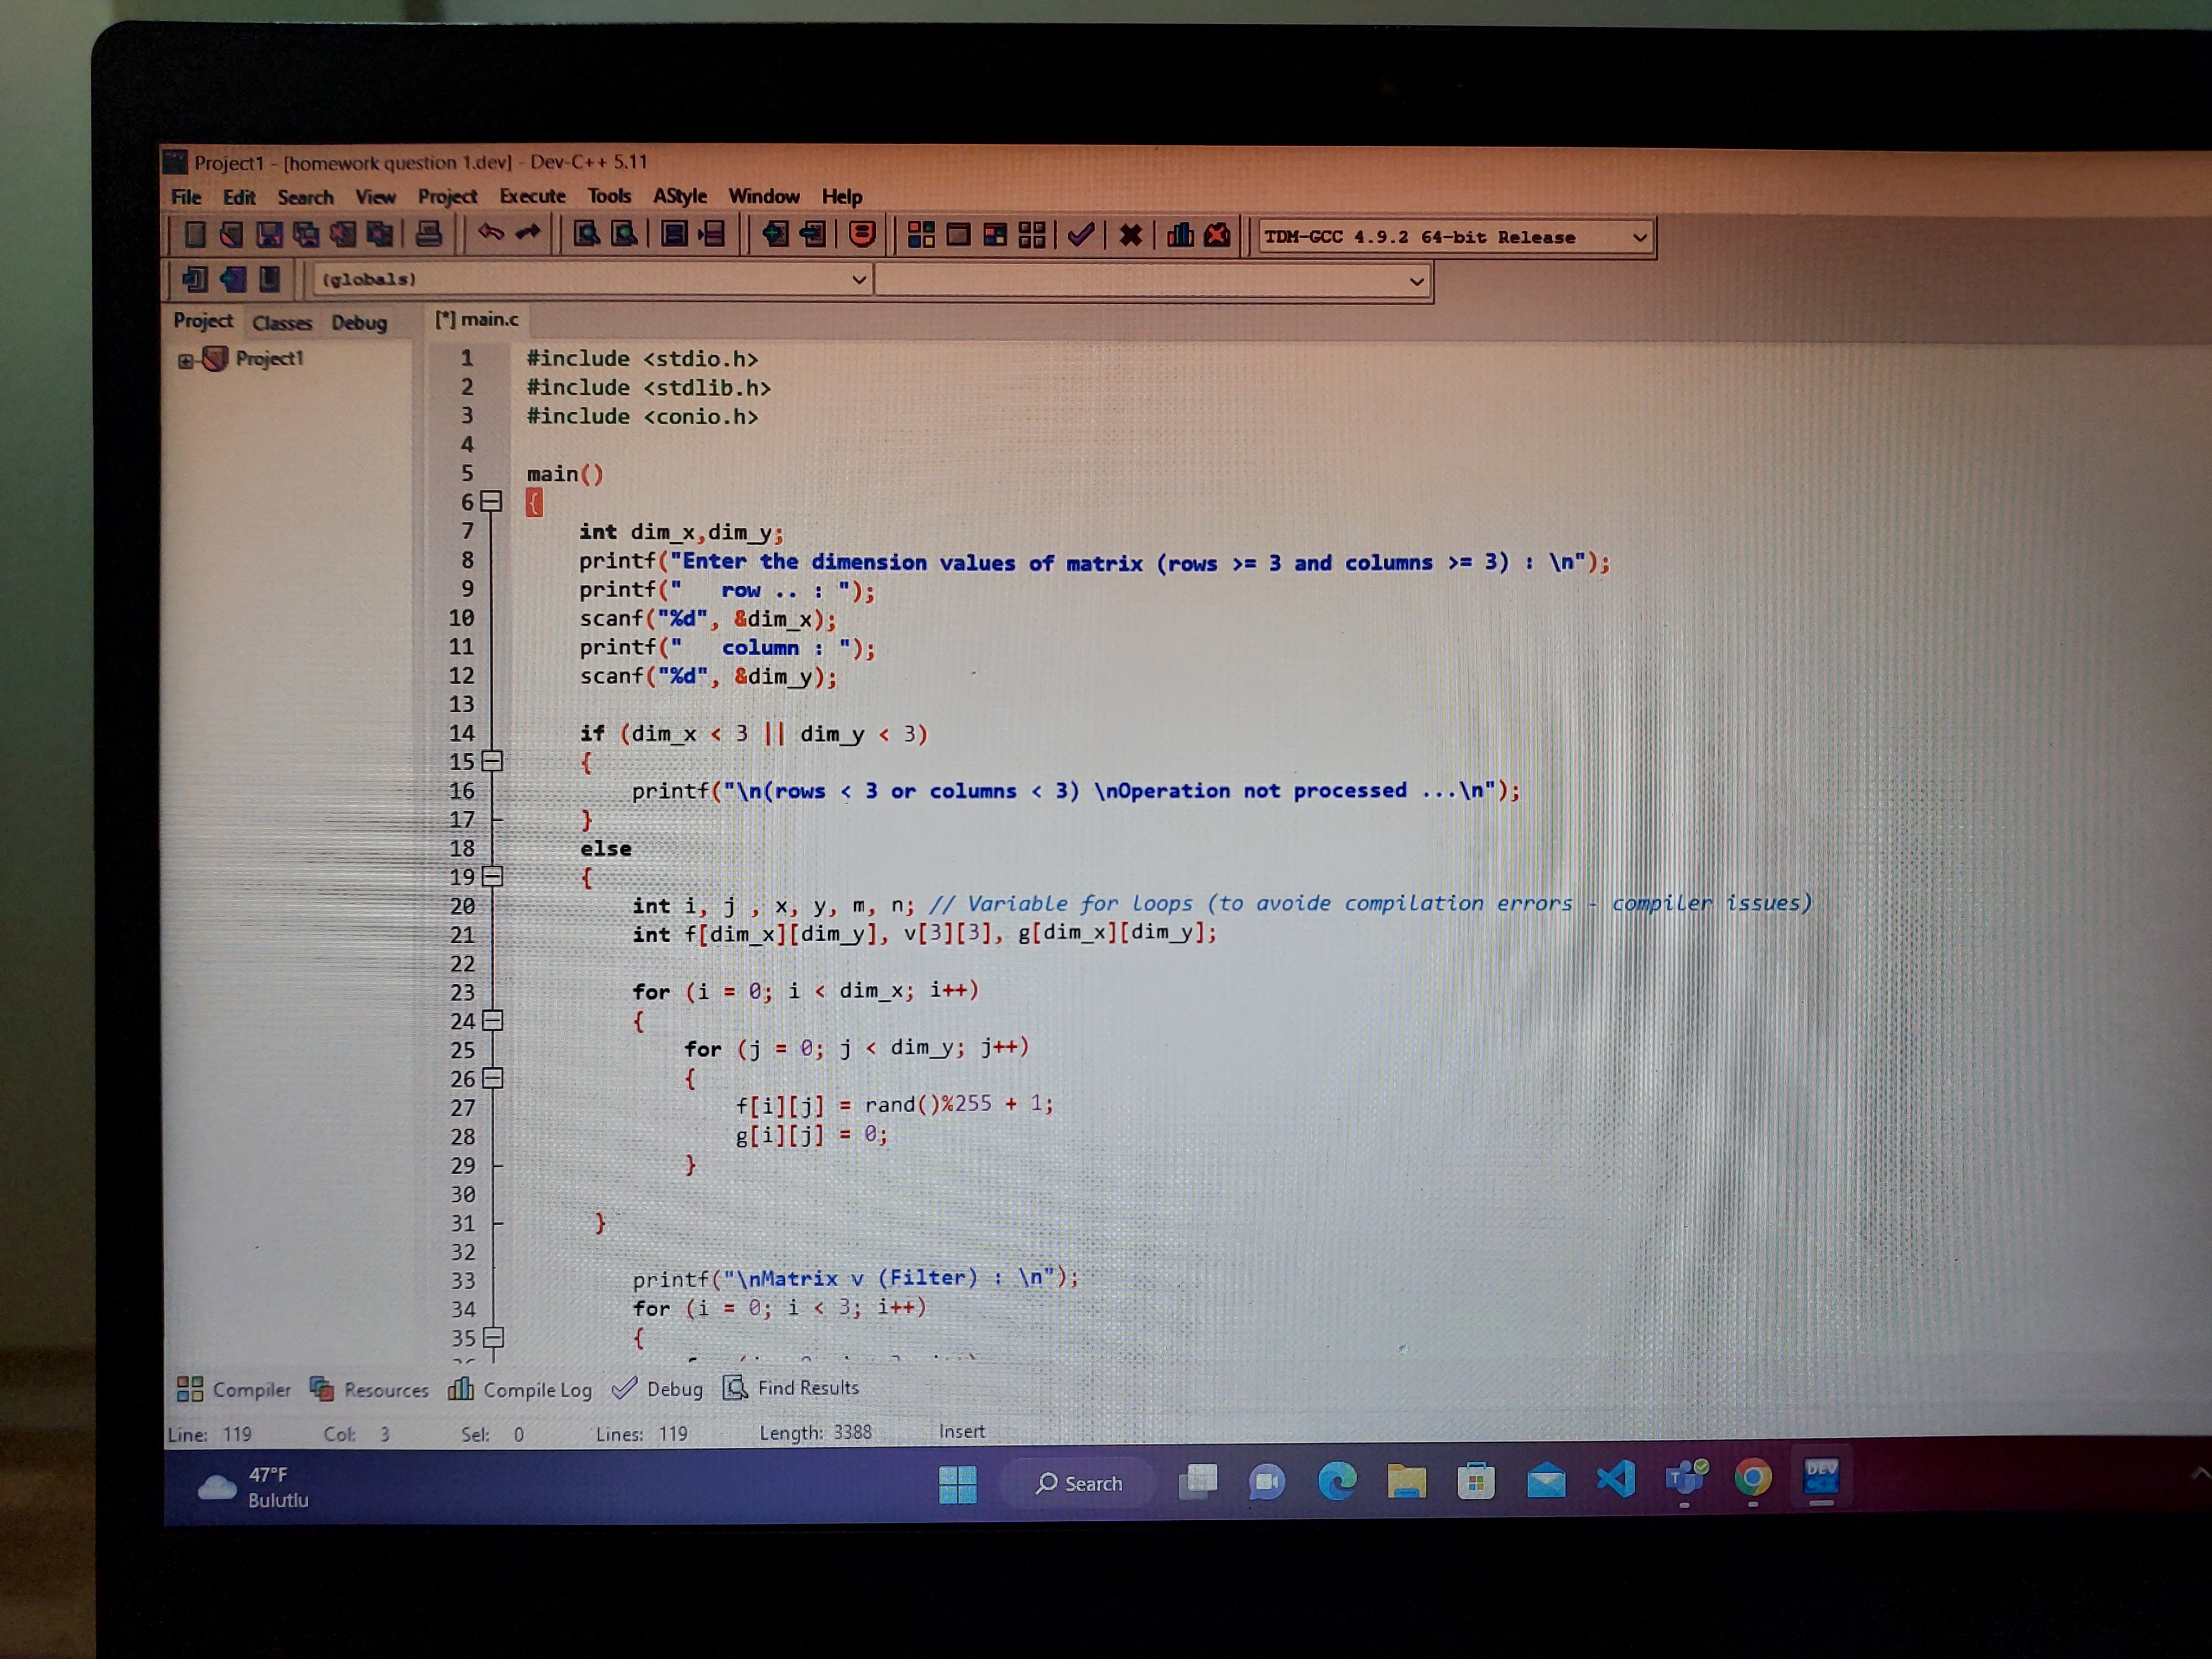 Project1 - [homework question 1.dev] - Dev-C++ 5.11
File Edit Search View Project Execute Tools AStyle Window Help
TDM-GCC 4.9.2 64-bit Release
(globals)
Project Classes Debug
[*] main.c
Project1
1 #include <stdio.h>
2 #include <stdlib.h>
3 #include <conio.h>
4
5 main()
6 {
7     int dim_x,dim_y;
8     printf("Enter the dimension values of matrix (rows >= 3 and columns >= 3) : \n");
9     printf("   row .. : ");
10     scanf("%d", &dim_x);
11     printf("   column : ");
12     scanf("%d", &dim_y);
13
14     if (dim_x < 3 || dim_y < 3)
15     {
16         printf("\n(rows < 3 or columns < 3) \nOperation not processed ...\n");
17     }
18     else
19     {
20         int i, j , x, y, m, n; // Variable for loops (to avoide compilation errors - compiler issues)
21         int f[dim_x][dim_y], v[3][3], g[dim_x][dim_y];
22
23         for (i = 0; i < dim_x; i++)
24         {
25             for (j = 0; j < dim_y; j++)
26             {
27                 f[i][j] = rand()%255 + 1;
28                 g[i][j] = 0;
29             }
30
31      }
32
33         printf("\nMatrix v (Filter) : \n");
34         for (i = 0; i < 3; i++)
35         {
Compiler Resources Compile Log Debug Find Results
Line: 119 Col: 3 Sel: 0 Lines: 119 Length: 3388 Insert
47°F
Bulutlu
Search
DEV